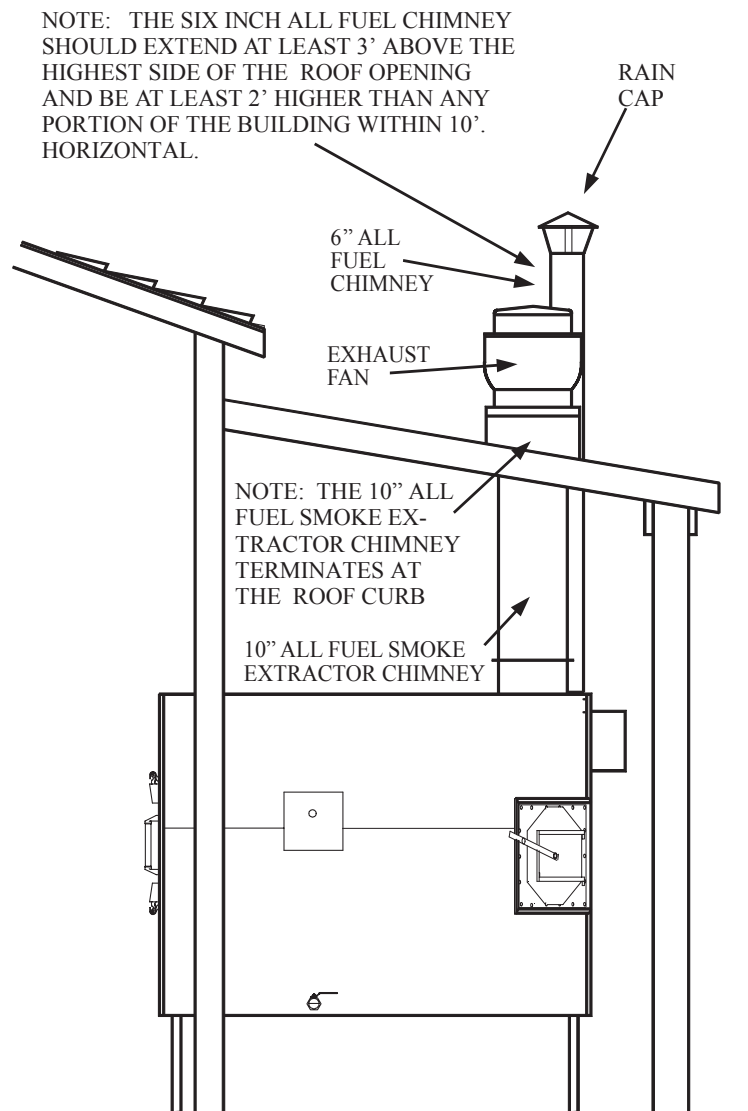 NOTE: THE SIX INCH ALL FUEL CHIMNEY
SHOULD EXTEND AT LEAST 3’ ABOVE THE
HIGHEST SIDE OF THE ROOF OPENING
AND BE AT LEAST 2’ HIGHER THAN ANY
PORTION OF THE BUILDING WITHIN 10’.
HORIZONTAL.
RAIN
CAP
6” ALL
FUEL
CHIMNEY
EXHAUST
FAN
NOTE: THE 10” ALL
FUEL SMOKE EX-
TRACTOR CHIMNEY
TERMINATES AT
THE ROOF CURB
10” ALL FUEL SMOKE
EXTRACTOR CHIMNEY